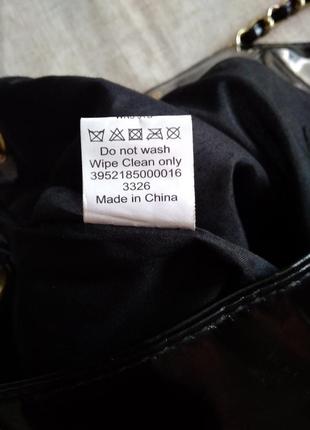 Do not wash
Wipe Clean only
3952185000016
3326
Made in China